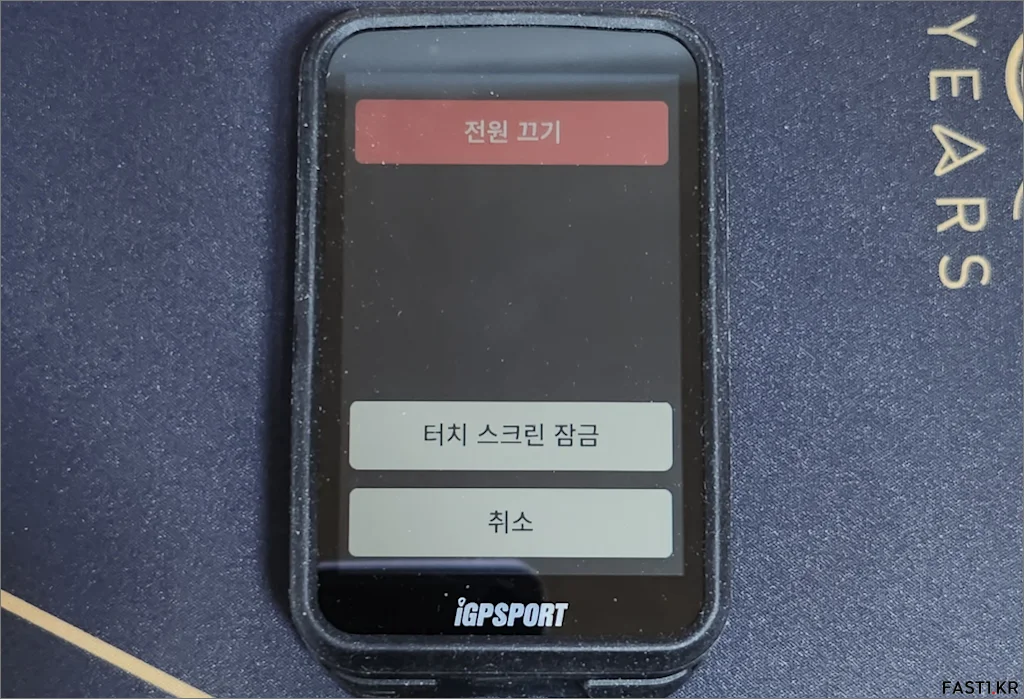 전원 끄기
터치 스크린 잠금
취소
iGPSPORT
YEARS
FAST1.KR